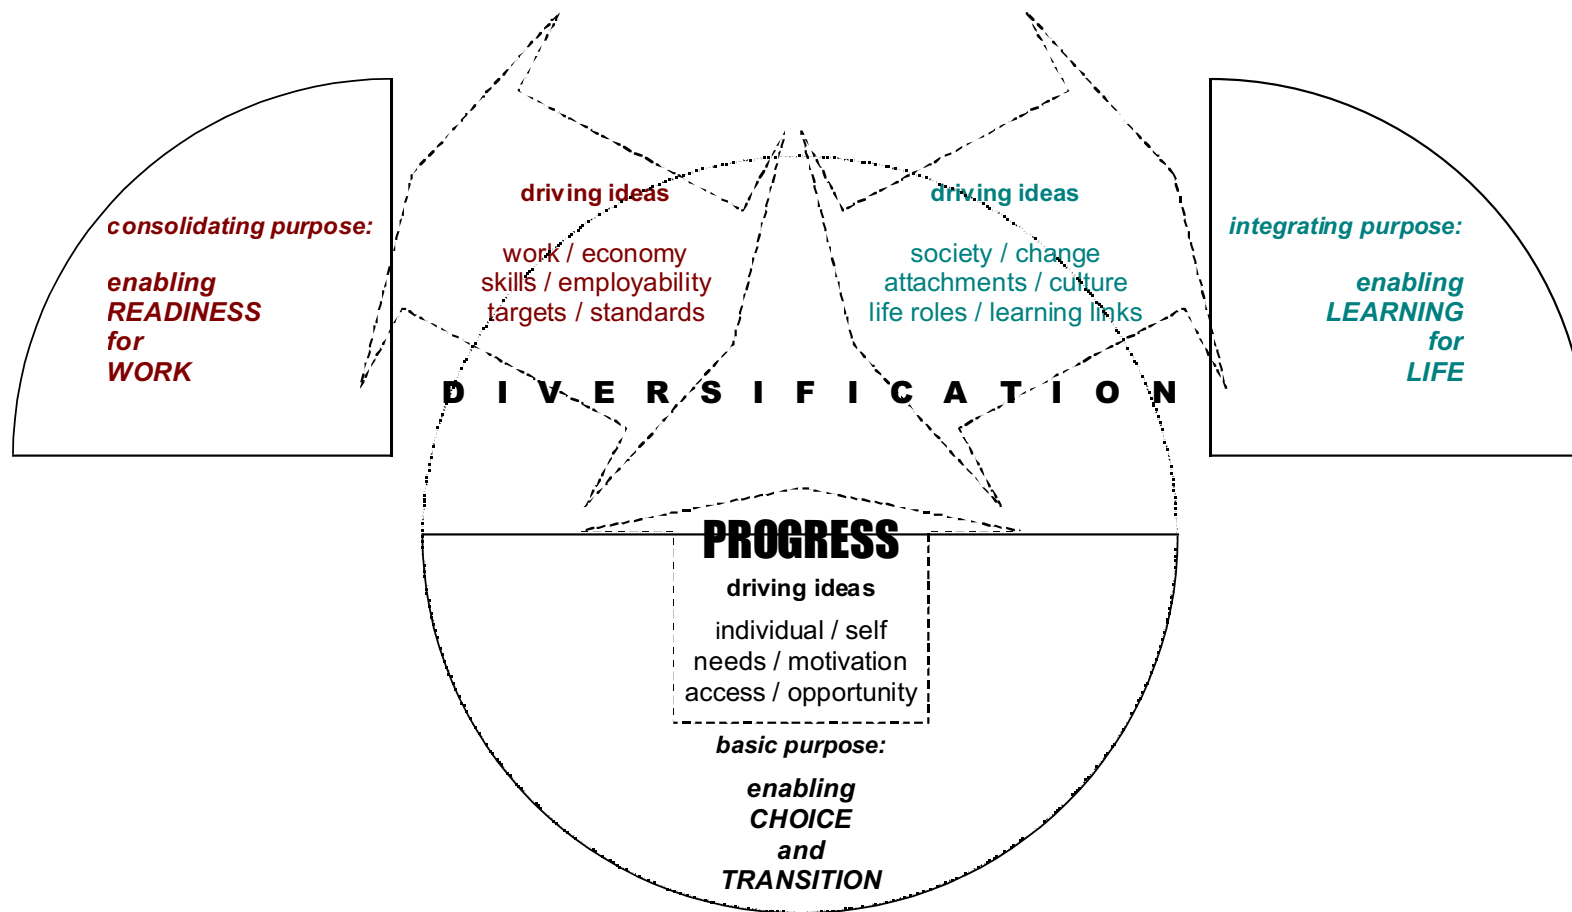 driving ideas
work / economy
skills / employability
targets / standards
driving ideas
society / change
attachments / culture
life roles / learning links
consolidating purpose:
enabling
READINESS
for
WORK
integrating purpose:
enabling
LEARNING
for
LIFE
DIVERSIFICATION
PROGRESS
driving ideas
individual / self
needs / motivation
access / opportunity
basic purpose:
enabling
CHOICE
and
TRANSITION